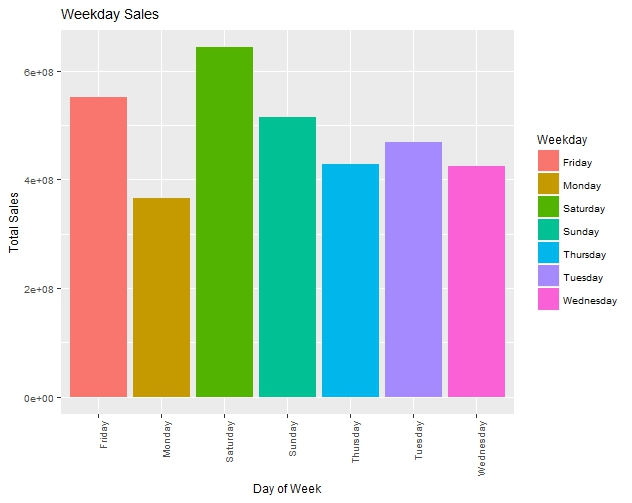 Weekday Sales
Total Sales
6e+08
4e+08
2e+08
0e+00
Friday
Monday
Saturday
Sunday
Thursday
Tuesday
Wednesday
Day of Week
Weekday
Friday
Monday
Saturday
Sunday
Thursday
Tuesday
Wednesday